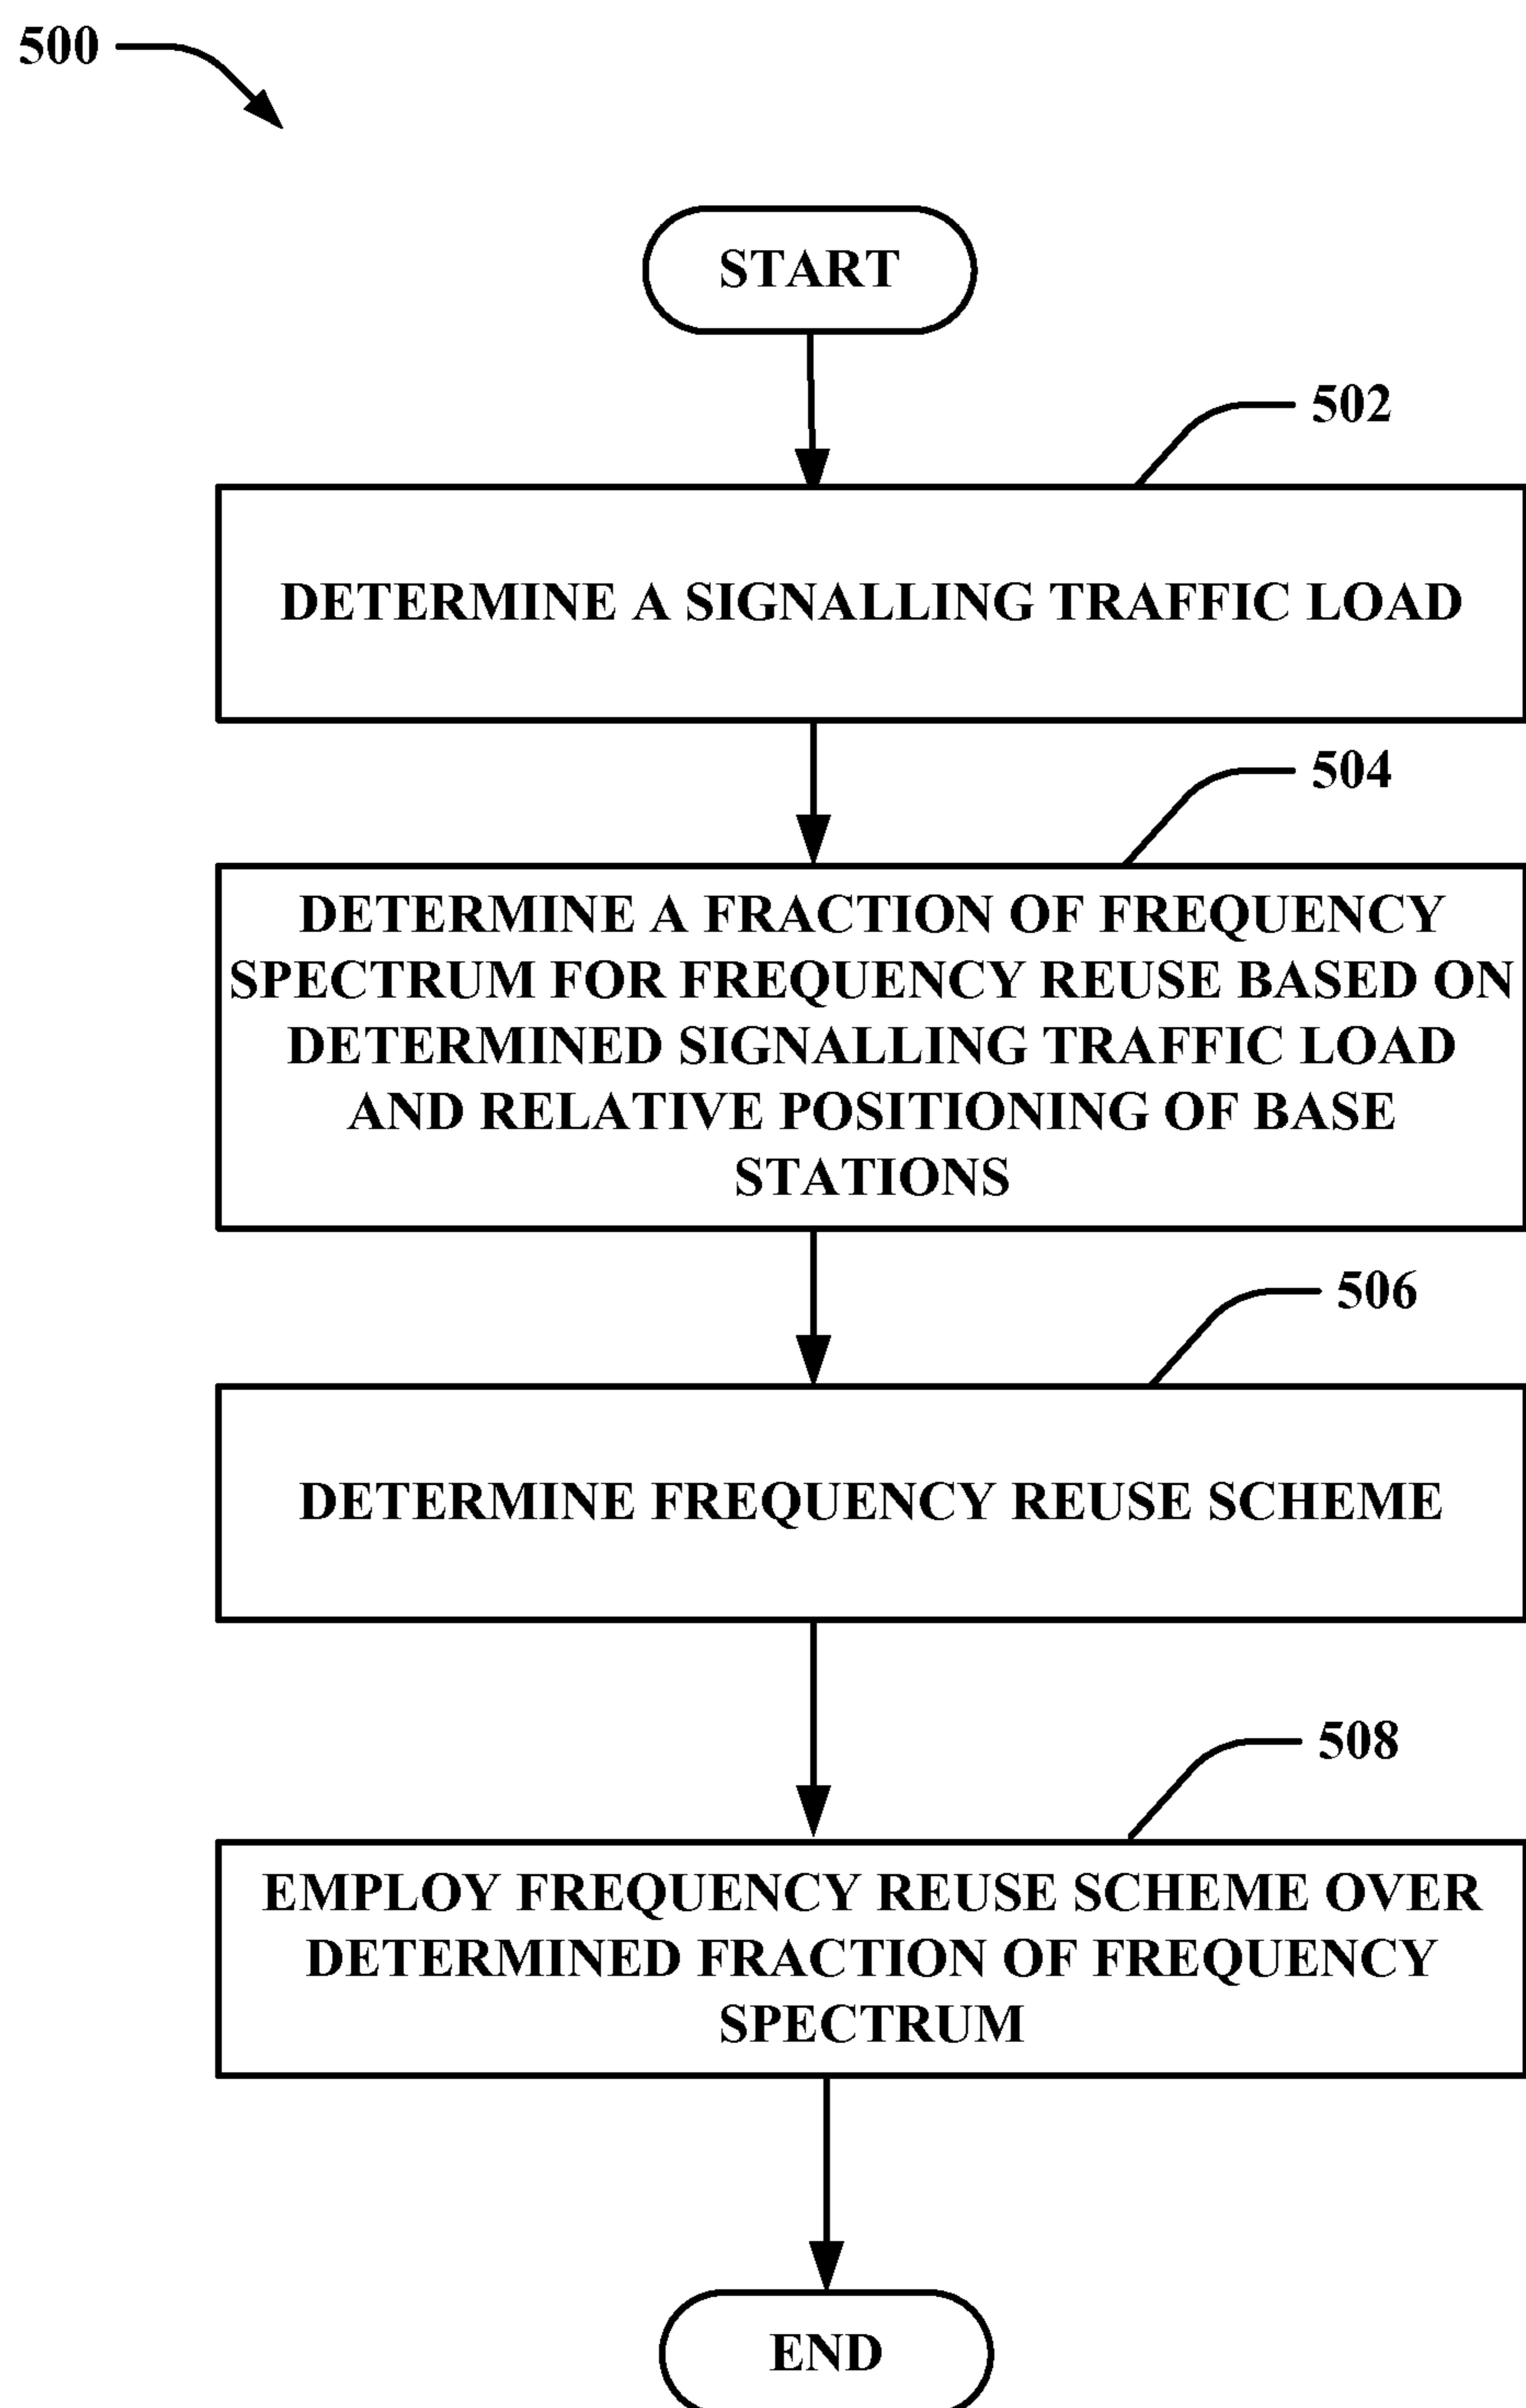 500
START
502
DETERMINE A SIGNALLING TRAFFIC LOAD
504
DETERMINE A FRACTION OF FREQUENCY
SPECTRUM FOR FREQUENCY REUSE BASED ON
DETERMINED SIGNALLING TRAFFIC LOAD
AND RELATIVE POSITIONING OF BASE
STATIONS
506
DETERMINE FREQUENCY REUSE SCHEME
508
EMPLOY FREQUENCY REUSE SCHEME OVER
DETERMINED FRACTION OF FREQUENCY
SPECTRUM
END